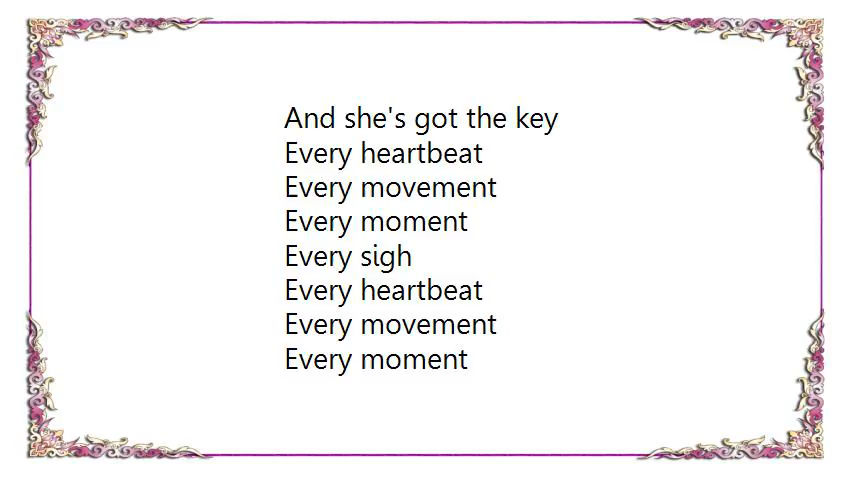 And she's got the key
Every heartbeat
Every movement
Every moment
Every sigh
Every heartbeat
Every movement
Every moment